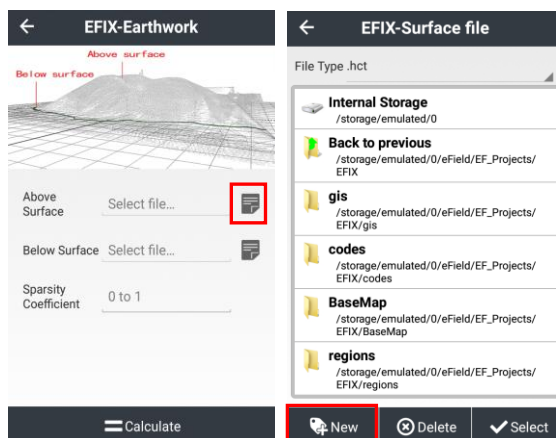 EFIX-Earthwork
Above surface
Below surface
Above
Surface
Select file...
Below Surface
Select file...
Sparsity
Coefficient
0 to 1
Calculate
EFIX-Surface file
File Type .hct
Internal Storage
/storage/emulated/0
Back to previous
/storage/emulated/0/eField/EF_Projects/
EFIX
gis
/storage/emulated/0/eField/EF_Projects/
EFIX/gis
codes
/storage/emulated/0/eField/EF_Projects/
EFIX/codes
BaseMap
/storage/emulated/0/eField/EF_Projects/
EFIX/BaseMap
regions
/storage/emulated/0/eField/EF_Projects/
EFIX/regions
New
Delete
Select